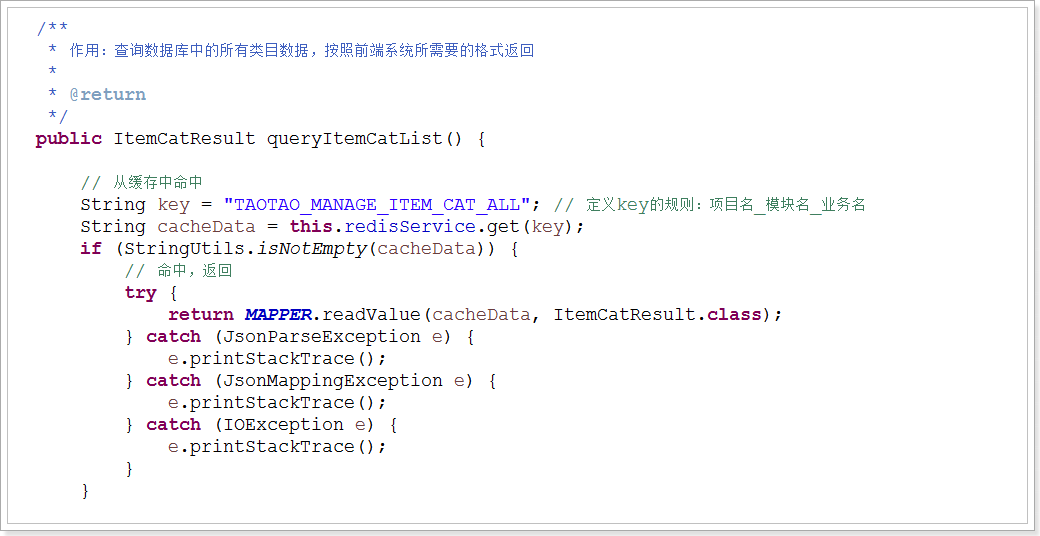 /**
 * 作用：查询数据库中的所有类目数据，按照前端系统所需要的格式返回
 *
 * @return
 */
public ItemCatResult queryItemCatList() {
    // 从缓存中命中
    String key = "TAOTAO_MANAGE_ITEM_CAT_ALL"; // 定义key的规则：项目名_模块名_业务名
    String cacheData = this.redisService.get(key);
    if (StringUtils.isNotEmpty(cacheData)) {
        // 命中，返回
        try {
            return MAPPER.readValue(cacheData, ItemCatResult.class);
        } catch (JsonParseException e) {
            e.printStackTrace();
        } catch (JsonMappingException e) {
            e.printStackTrace();
        } catch (IOException e) {
            e.printStackTrace();
        }
    }